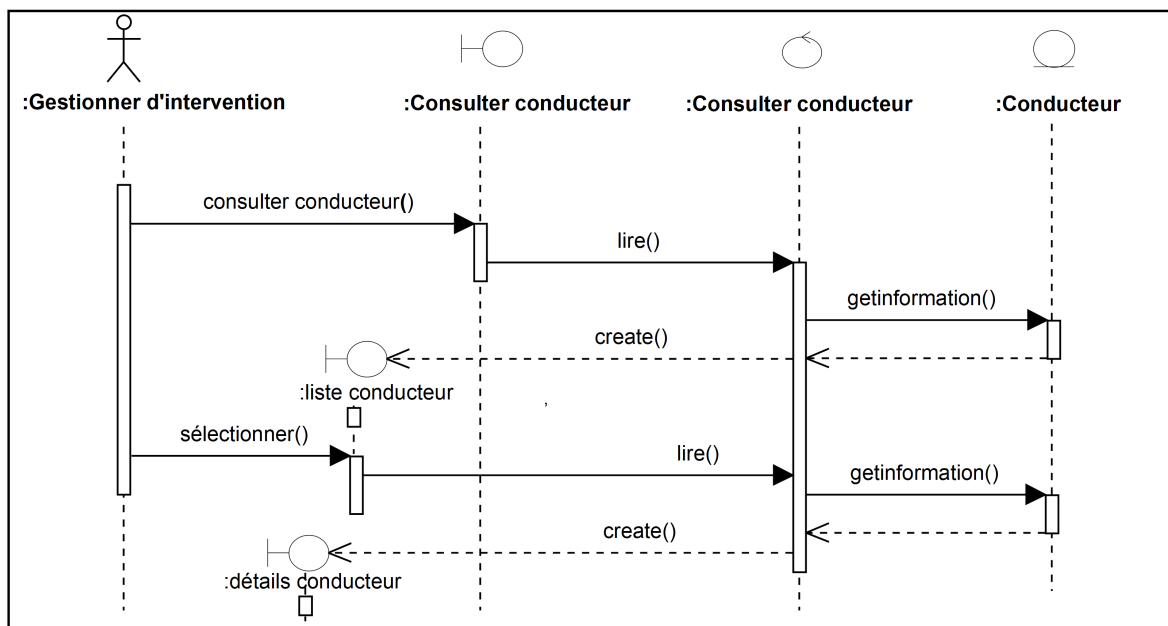 :Gestionner d'intervention
:Consulter conducteur
:Consulter conducteur
:Conducteur
consulter conducteur()
lire()
getinformation()
create()
:liste conducteur
,
sélectionner()
lire()
getinformation()
create()
:détails conducteur